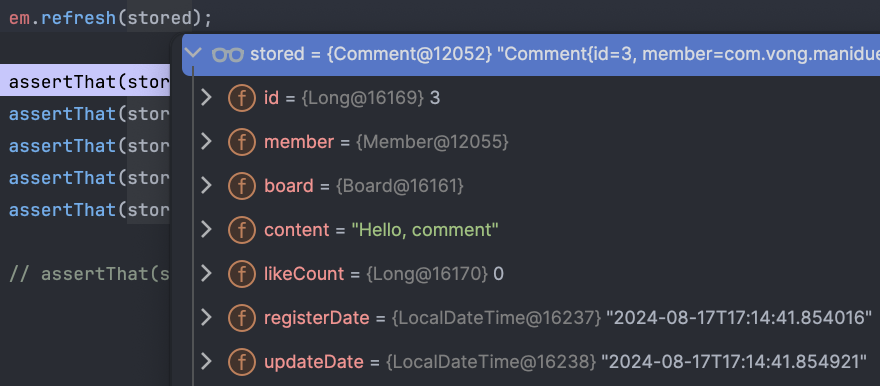 em.refresh(stored);
stored = {Comment@12052} "Comment{id=3, member=com.vong.manidue
assertThat(stor
id = {Long@16169} 3
assertThat(stor
member = {Member@12055}
assertThat(stor
assertThat(stor
board = {Board@16161}
assertThat(stor
content = "Hello, comment"
// assertThat(s
likeCount = {Long@16170} 0
registerDate = {LocalDateTime@16237} "2024-08-17T17:14:41.854016"
updateDate = {LocalDateTime@16238} "2024-08-17T17:14:41.854921"